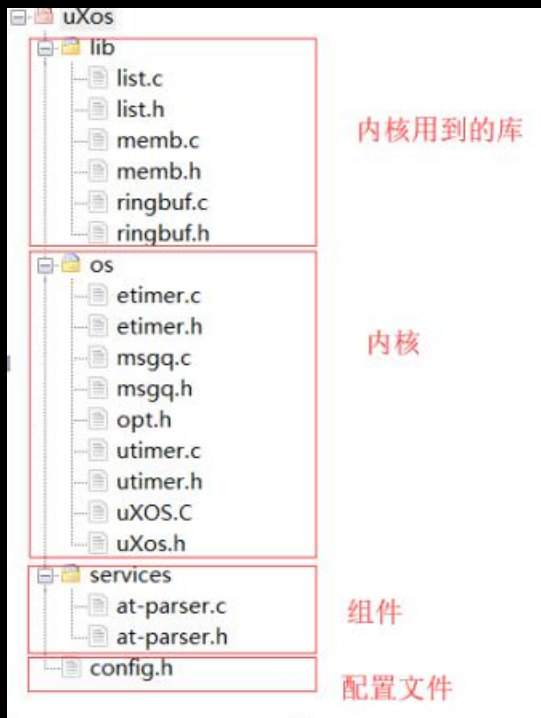 uXos
lib
list.c
list.h
memb.c
memb.h
ringbuf.c
ringbuf.h
内核用到的库
os
etimer.c
etimer.h
msgq.c
msgq.h
opt.h
utimer.c
utimer.h
uXOS.C
uXos.h
内核
services
at-parser.c
at-parser.h
组件
config.h
配置文件